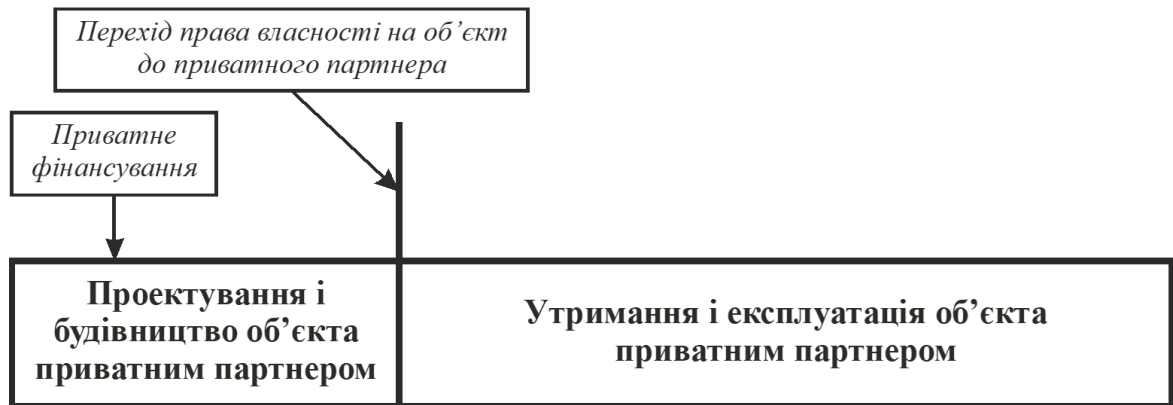 Перехід права власності на об’єкт
до приватного партнера
Приватне
фінансування
Проектування і
будівництво об’єкта
приватним партнером
Утримання і експлуатація об’єкта
приватним партнером